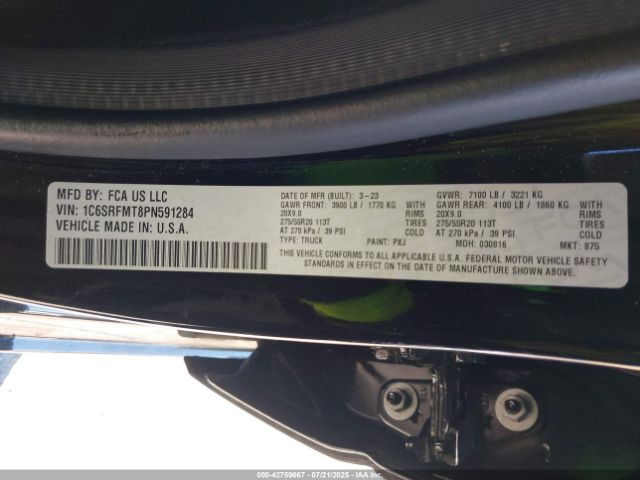 MFD BY: FCA US LLC
VIN: 1C6SRFMT8PN591284
VEHICLE MADE IN: U.S.A.
DATE OF MFR (BUILT): 3-23 GVWR: 7100 LB / 3221 KG
GAWR FRONT: 3900 LB / 1770 KG WITH GAWR REAR: 4100 LB / 1860 KG WITH
20X9.0 RIMS 20X9.0 RIMS
275/55R20 113T TIRES 275/55R20 113T TIRES
AT 270 kPa / 39 PSI COLD AT 270 kPa / 39 PSI COLD
TYPE: TRUCK PAINT: PXJ MDH: 030816 MKT: 875
THIS VEHICLE CONFORMS TO ALL APPLICABLE U.S.A. FEDERAL MOTOR VEHICLE SAFETY
STANDARDS IN EFFECT ON THE DATE OF MANUFACTURE SHOWN ABOVE
000-42759667 - 07/21/2025 - IAAI.COM